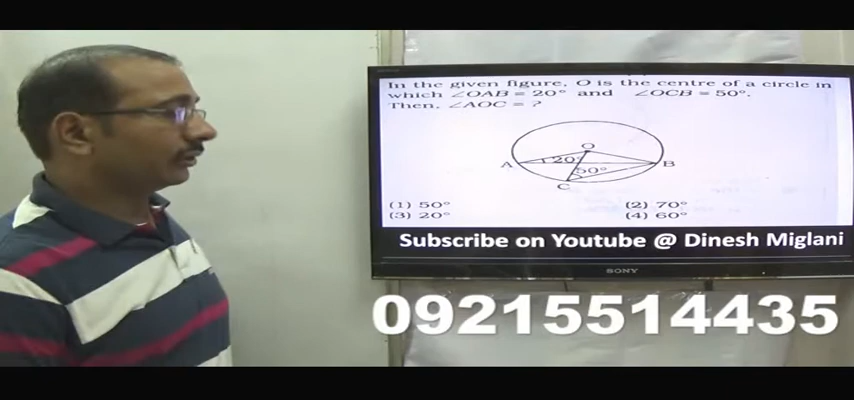 In the given figure, O is the centre of a circle in
which ∠OAB = 20° and ∠OCB = 50°.
Then, ∠AOC = ?
O
A 20° B
50°
C
(1) 50° (2) 70°
(3) 20° (4) 60°
Subscribe on Youtube @ Dinesh Miglani
SONY
09215514435